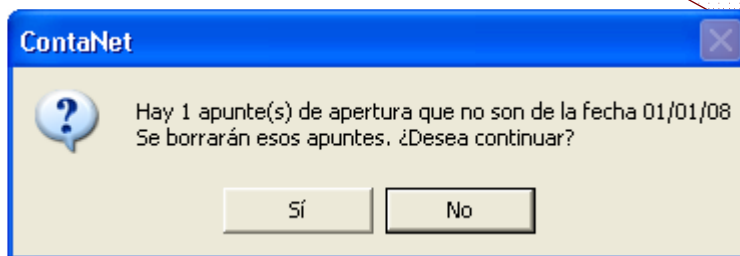 ContaNet
Hay 1 apunte(s) de apertura que no son de la fecha 01/01/08
Se borrarán esos apuntes. ¿Desea continuar?
Sí
No